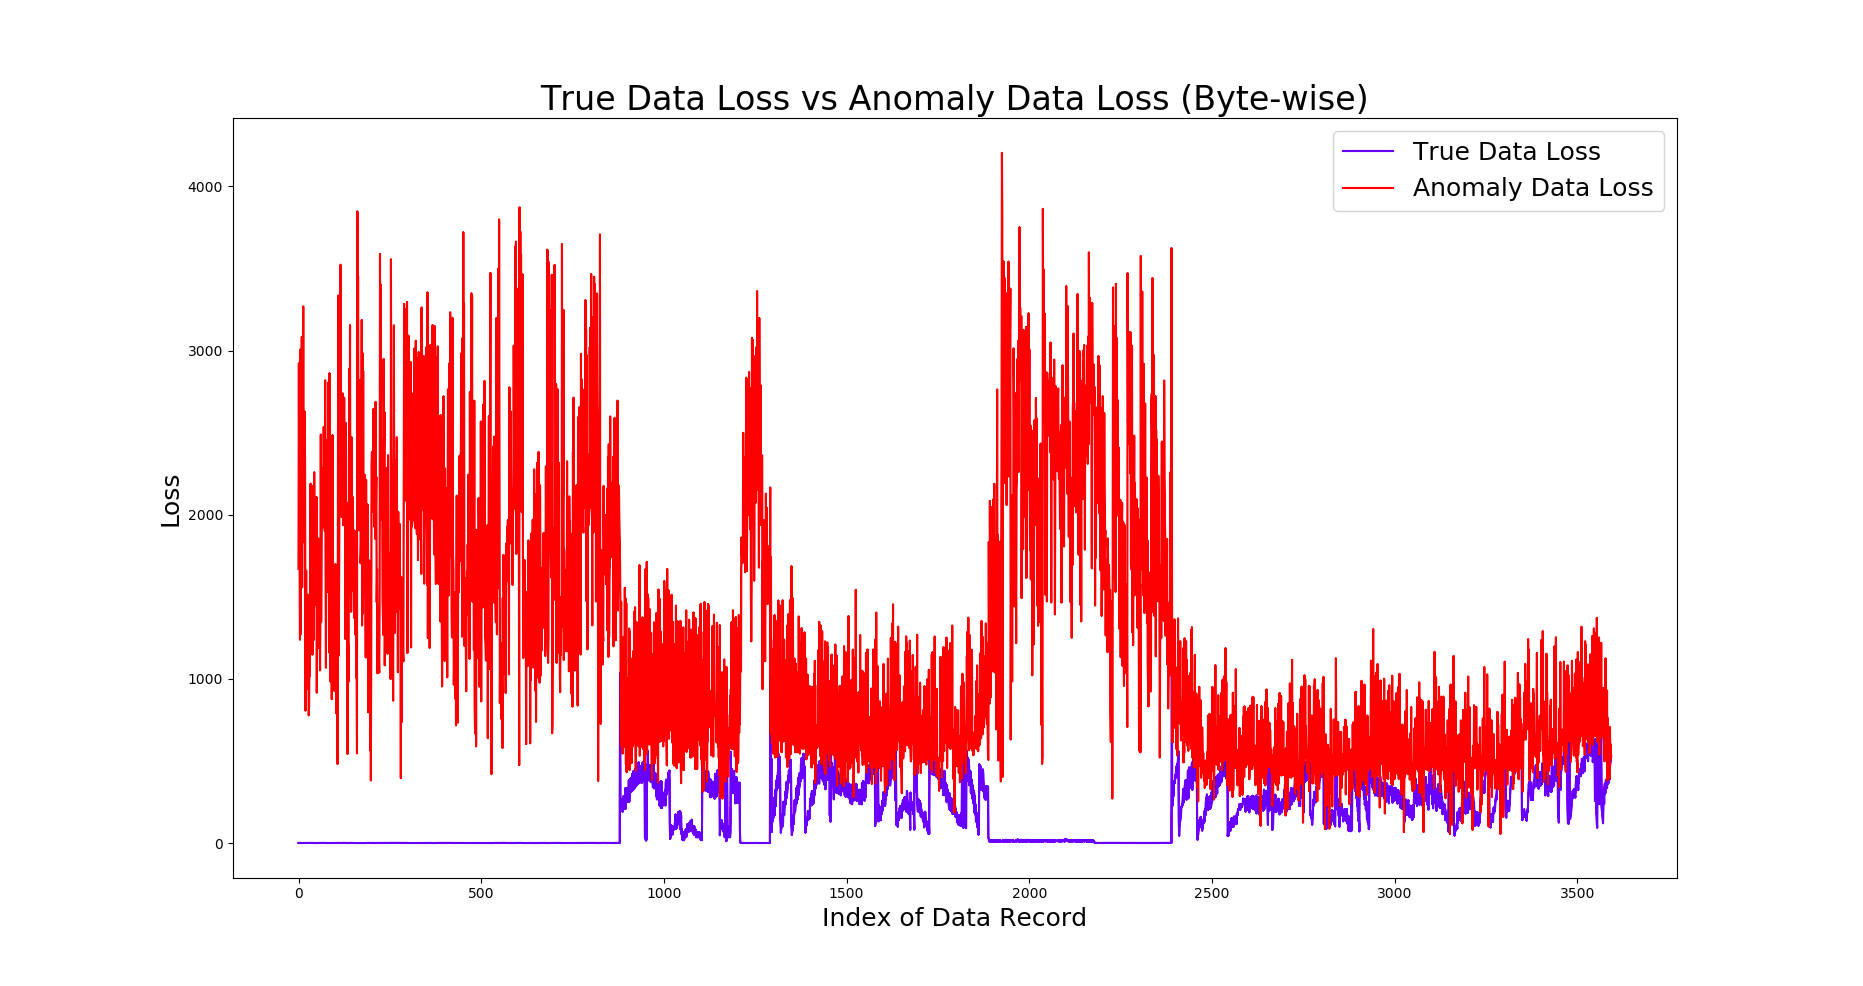 True Data Loss vs Anomaly Data Loss (Byte-wise)
True Data Loss
Anomaly Data Loss
4000
3000
2000
1000
0
Loss
0 500 1000 1500 2000 2500 3000 3500
Index of Data Record